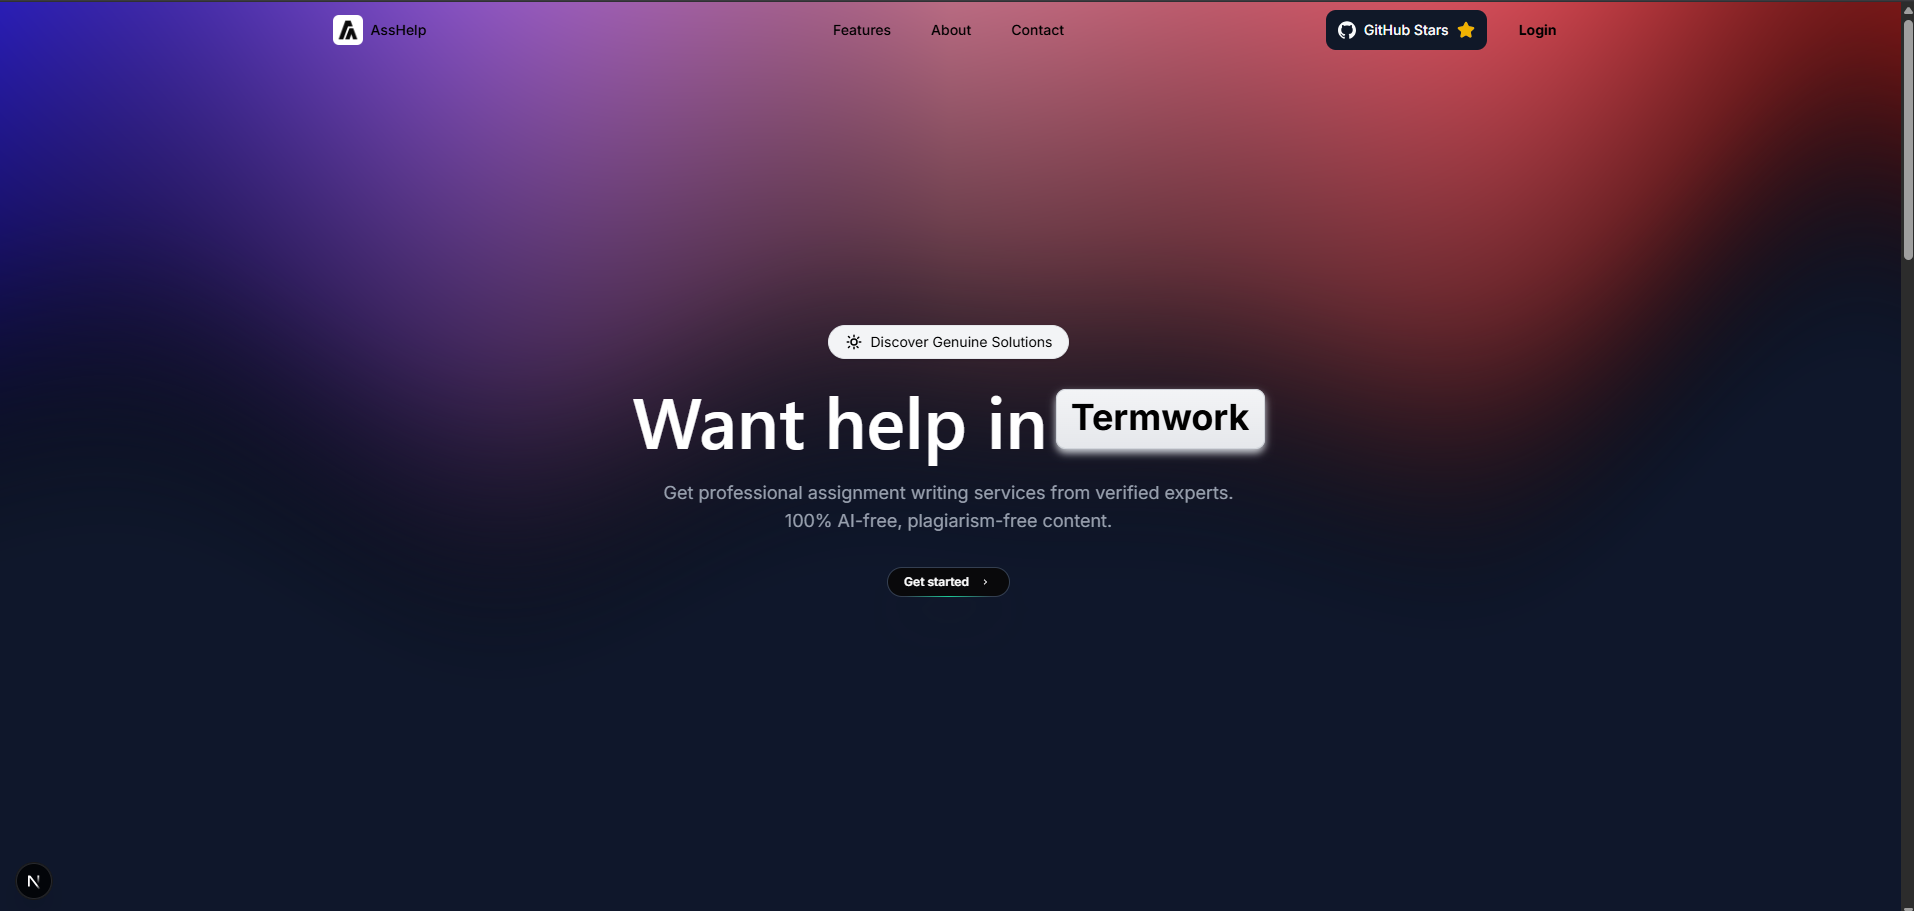 AssHelp
Features
About
Contact
GitHub Stars
Login
Discover Genuine Solutions
Want help in Termwork
Get professional assignment writing services from verified experts.
100% AI-free, plagiarism-free content.
Get started
N